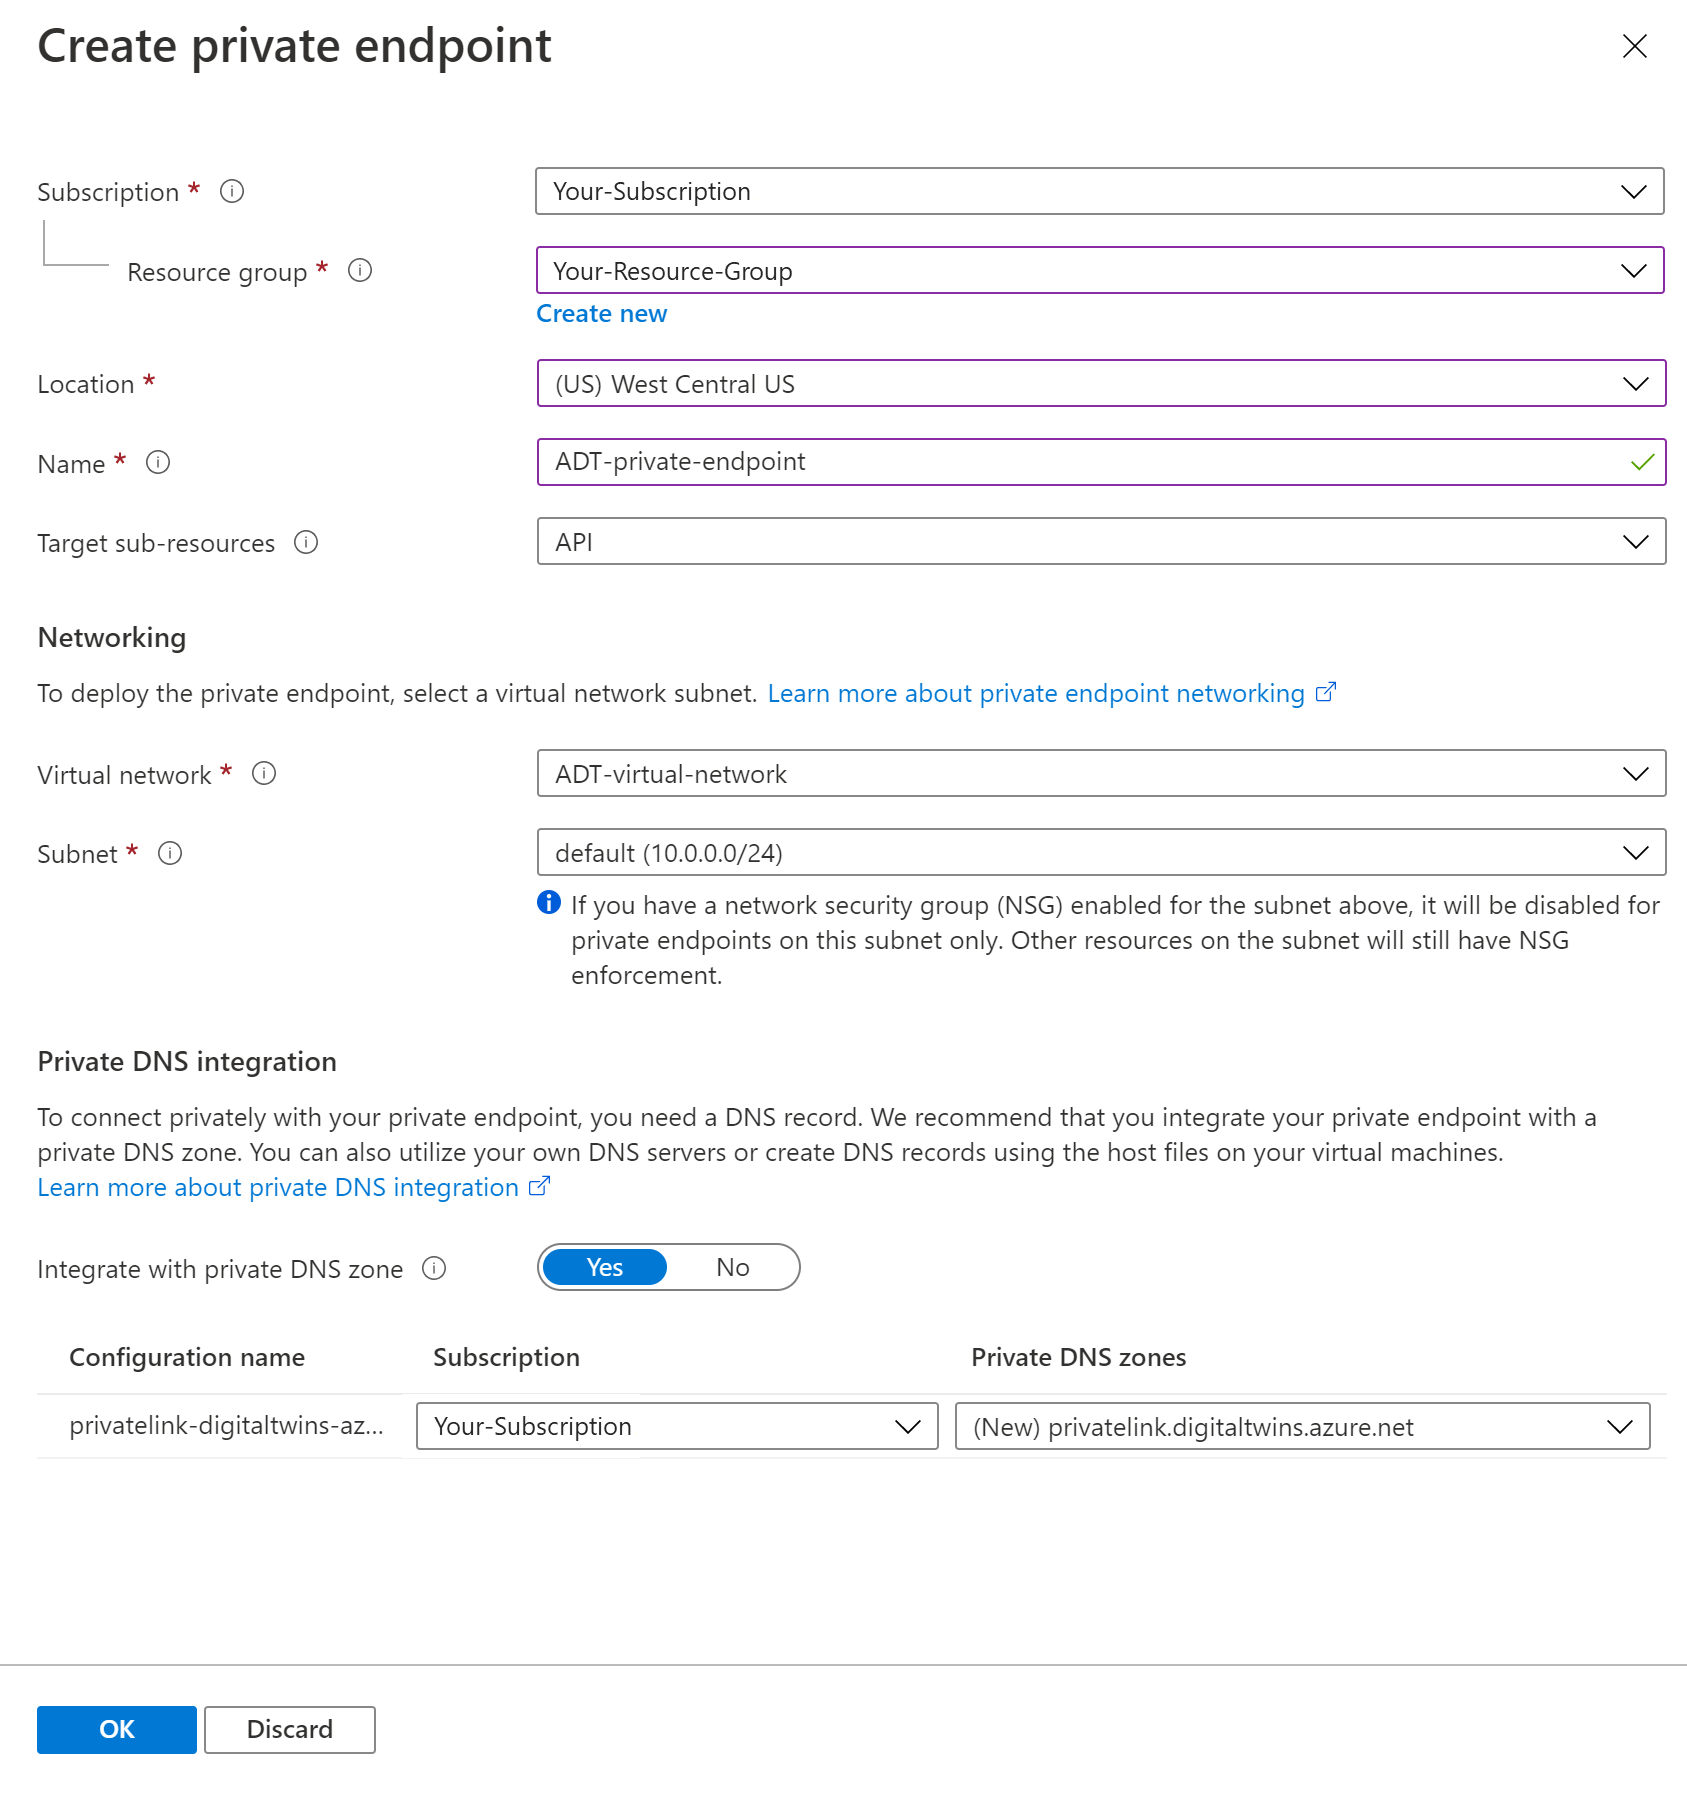 Create private endpoint
Subscription * Your-Subscription
Resource group * Your-Resource-Group
Create new
Location * (US) West Central US
Name * ADT-private-endpoint
Target sub-resources API
Networking
To deploy the private endpoint, select a virtual network subnet. Learn more about private endpoint networking
Virtual network * ADT-virtual-network
Subnet * default (10.0.0.0/24)
If you have a network security group (NSG) enabled for the subnet above, it will be disabled for
private endpoints on this subnet only. Other resources on the subnet will still have NSG
enforcement.
Private DNS integration
To connect privately with your private endpoint, you need a DNS record. We recommend that you integrate your private endpoint with a
private DNS zone. You can also utilize your own DNS servers or create DNS records using the host files on your virtual machines.
Learn more about private DNS integration
Integrate with private DNS zone Yes No
Configuration name Subscription Private DNS zones
privatelink-digitaltwins-az... Your-Subscription (New) privatelink.digitaltwins.azure.net
OK Discard